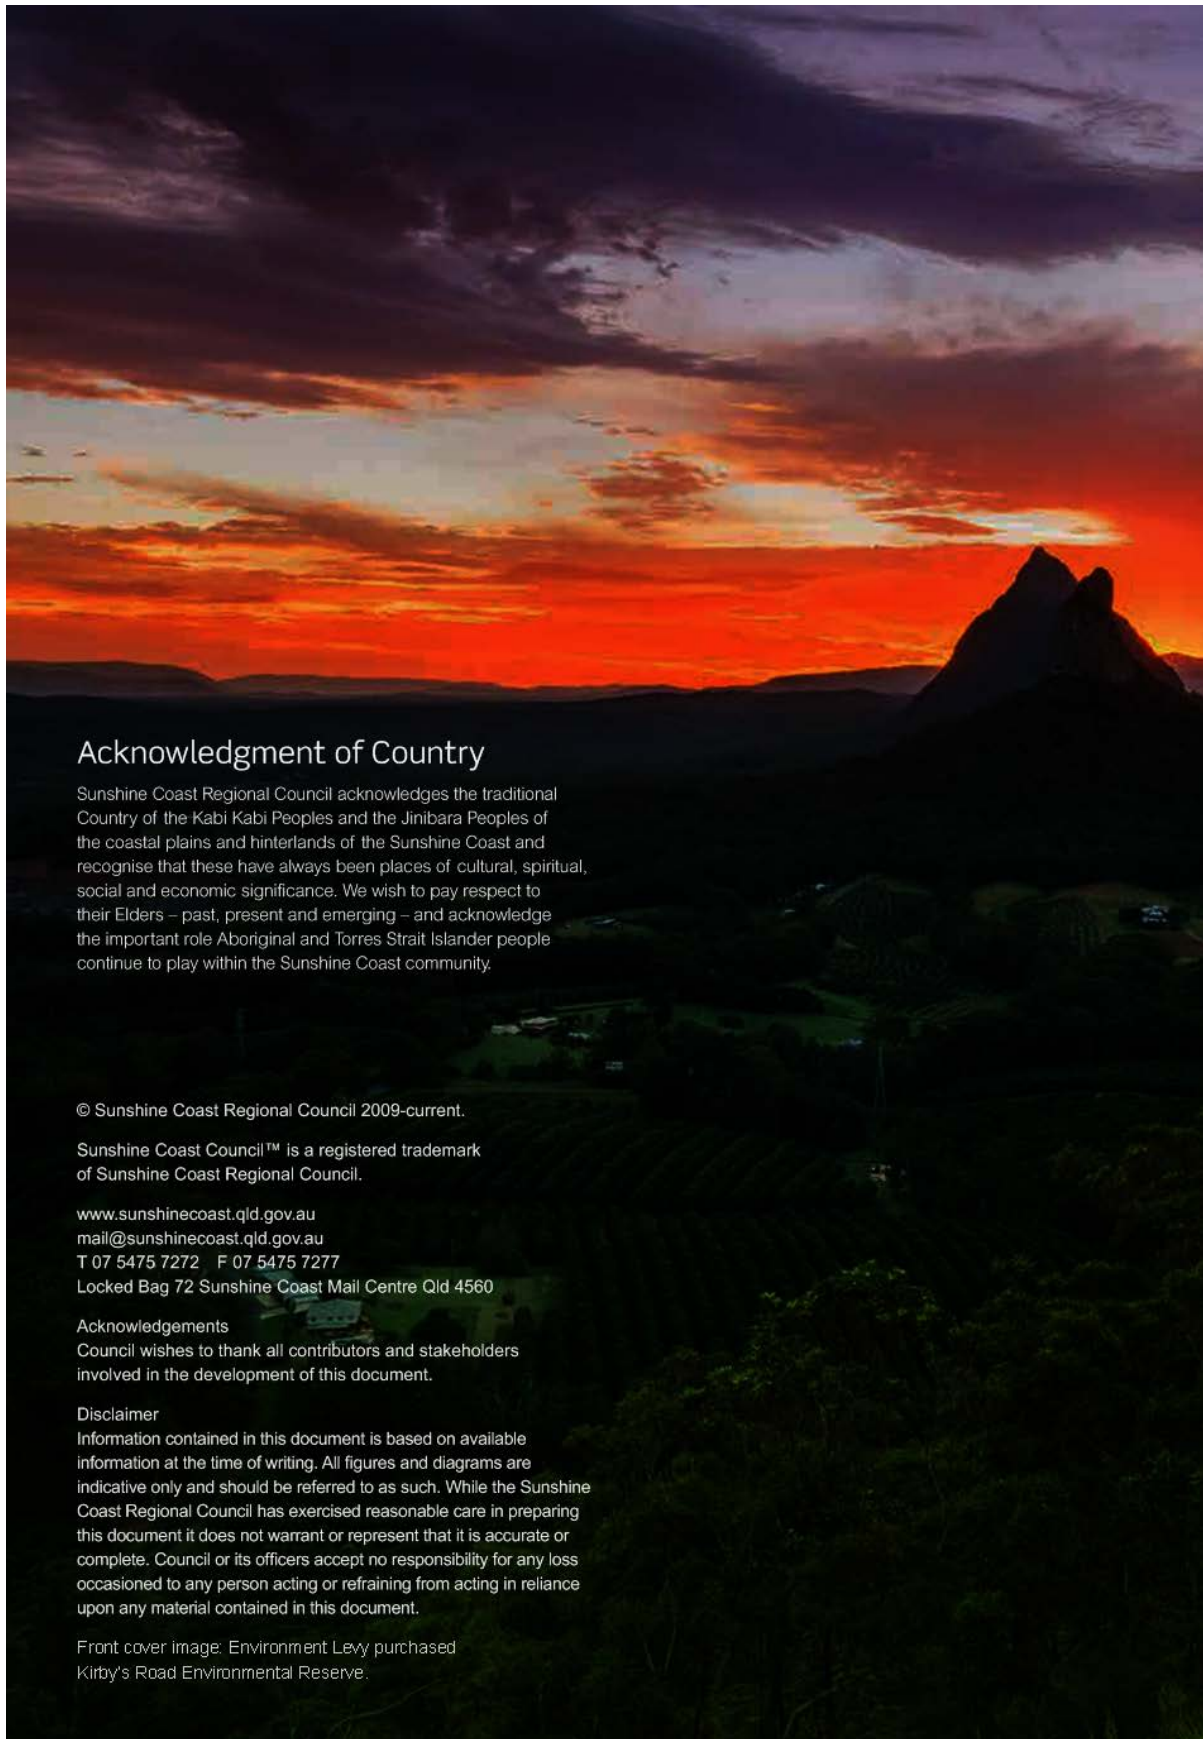 Acknowledgment of Country
Sunshine Coast Regional Council acknowledges the traditional
Country of the Kabi Kabi Peoples and the Jinibara Peoples of
the coastal plains and hinterlands of the Sunshine Coast and
recognise that these have always been places of cultural, spiritual,
social and economic significance. We wish to pay respect to
their Elders – past, present and emerging – and acknowledge
the important role Aboriginal and Torres Strait Islander people
continue to play within the Sunshine Coast community.
© Sunshine Coast Regional Council 2009-current.
Sunshine Coast Council™ is a registered trademark
of Sunshine Coast Regional Council.
www.sunshinecoast.qld.gov.au
mail@sunshinecoast.qld.gov.au
T 07 5475 7272 F 07 5475 7277
Locked Bag 72 Sunshine Coast Mail Centre Qld 4560
Acknowledgements
Council wishes to thank all contributors and stakeholders
involved in the development of this document.
Disclaimer
Information contained in this document is based on available
information at the time of writing. All figures and diagrams are
indicative only and should be referred to as such. While the Sunshine
Coast Regional Council has exercised reasonable care in preparing
this document it does not warrant or represent that it is accurate or
complete. Council or its officers accept no responsibility for any loss
occasioned to any person acting or refraining from acting in reliance
upon any material contained in this document.
Front cover image: Environment Levy purchased
Kirby's Road Environmental Reserve.